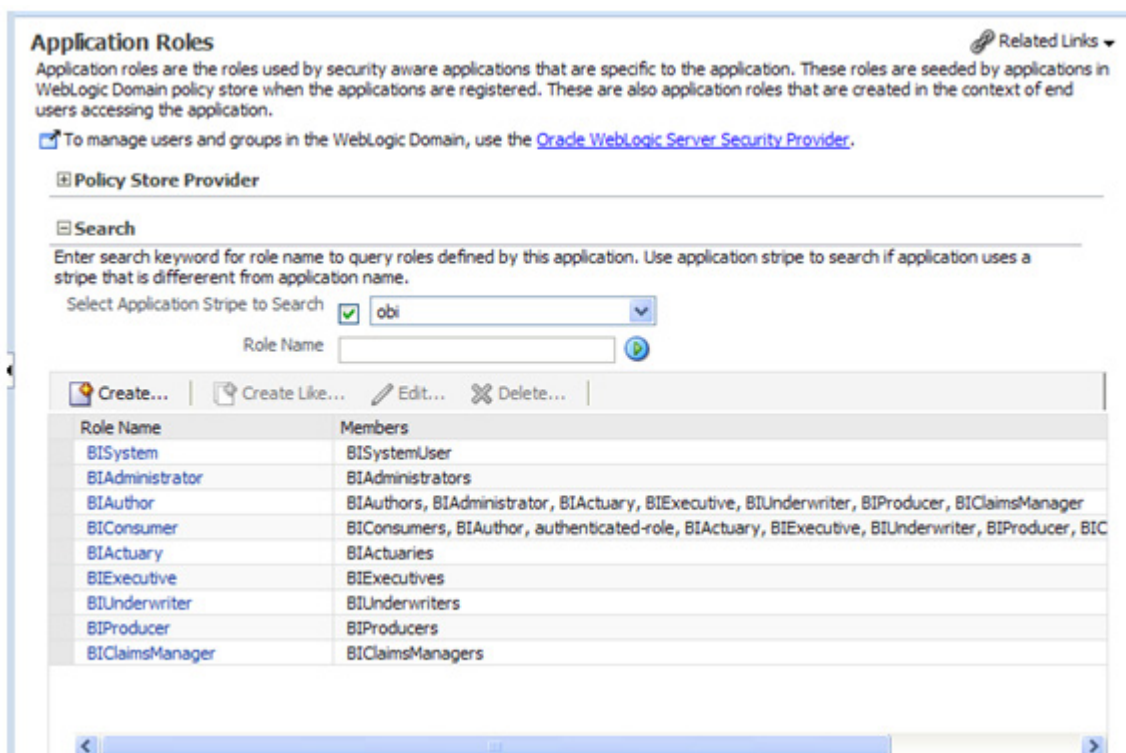 Application Roles
Related Links
Application roles are the roles used by security aware applications that are specific to the application. These roles are seeded by applications in
WebLogic Domain policy store when the applications are registered. These are also application roles that are created in the context of end
users accessing the application.
To manage users and groups in the WebLogic Domain, use the Oracle WebLogic Server Security Provider.
Policy Store Provider
Search
Enter search keyword for role name to query roles defined by this application. Use application stripe to search if application uses a
stripe that is differerent from application name.
Select Application Stripe to Search obi
Role Name
Create... Create Like... Edit... Delete...
Role Name Members
BISystem BISystemUser
BIAdministrator BIAdministrators
BIAuthor BIAuthors, BIAdministrator, BIActuary, BIExecutive, BIUnderwriter, BIProducer, BIClaimsManager
BIConsumer BIConsumers, BIAuthor, authenticated-role, BIActuary, BIExecutive, BIUnderwriter, BIProducer, BIC
BIActuary BIActuaries
BIExecutive BIExecutives
BIUnderwriter BIUnderwriters
BIProducer BIProducers
BIClaimsManager BIClaimsManagers